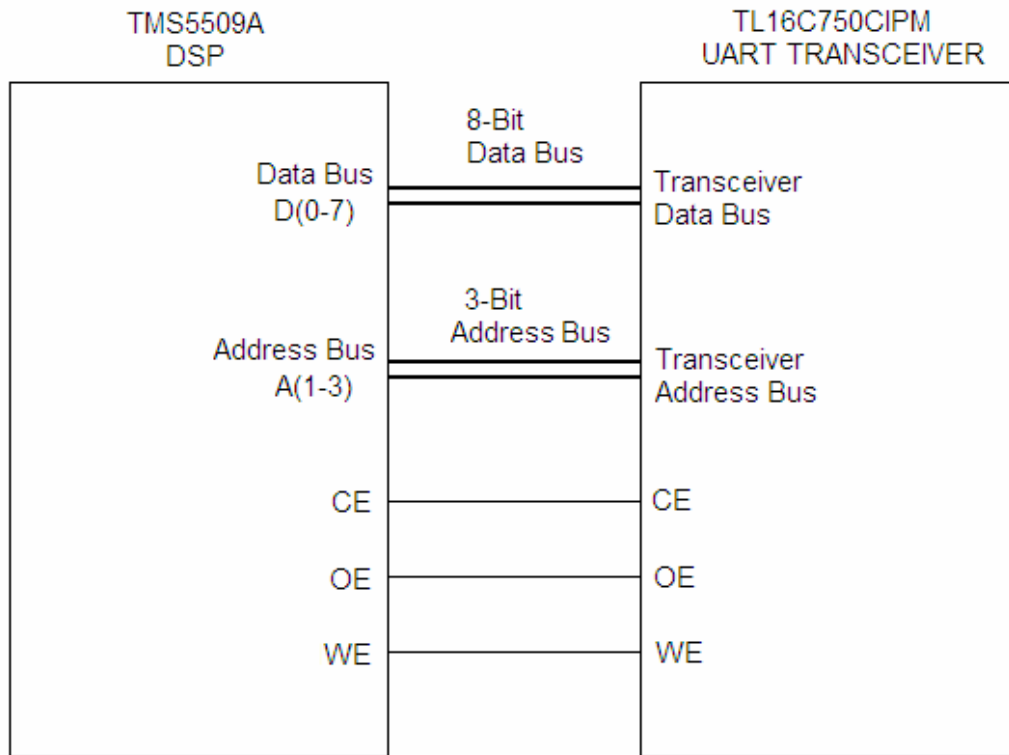 TMS5509A
DSP
TL16C750CIPM
UART TRANSCEIVER
8-Bit
Data Bus
Data Bus
D(0-7)
Transceiver
Data Bus
3-Bit
Address Bus
Address Bus
A(1-3)
Transceiver
Address Bus
CE
CE
OE
OE
WE
WE